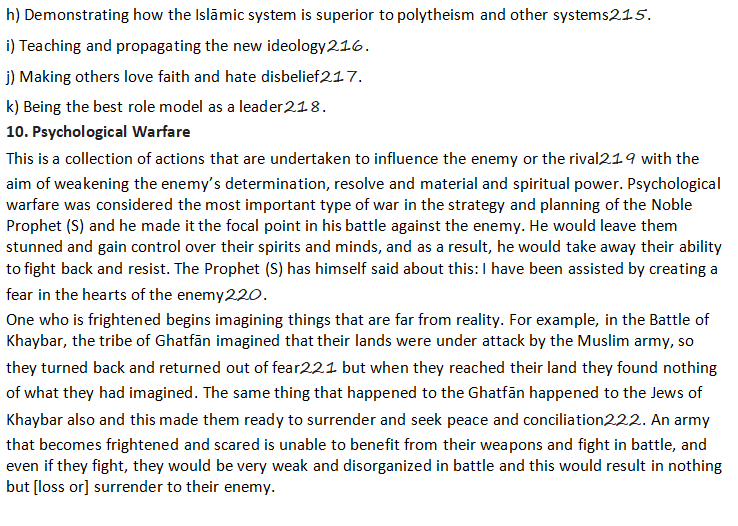 h) Demonstrating how the Islāmic system is superior to polytheism and other systems215.
i) Teaching and propagating the new ideology216.
j) Making others love faith and hate disbelief217.
k) Being the best role model as a leader218.
10. Psychological Warfare
This is a collection of actions that are undertaken to influence the enemy or the rival219 with the
aim of weakening the enemy's determination, resolve and material and spiritual power. Psychological
warfare was considered the most important type of war in the strategy and planning of the Noble
Prophet (S) and he made it the focal point in his battle against the enemy. He would leave them
stunned and gain control over their spirits and minds, and as a result, he would take away their ability
to fight back and resist. The Prophet (S) has himself said about this: I have been assisted by creating a
fear in the hearts of the enemy220.
One who is frightened begins imagining things that are far from reality. For example, in the Battle of
Khaybar, the tribe of Ghatfān imagined that their lands were under attack by the Muslim army, so
they turned back and returned out of fear221 but when they reached their land they found nothing
of what they had imagined. The same thing that happened to the Ghatfān happened to the Jews of
Khaybar also and this made them ready to surrender and seek peace and conciliation222. An army
that becomes frightened and scared is unable to benefit from their weapons and fight in battle, and
even if they fight, they would be very weak and disorganized in battle and this would result in nothing
but [loss or] surrender to their enemy.